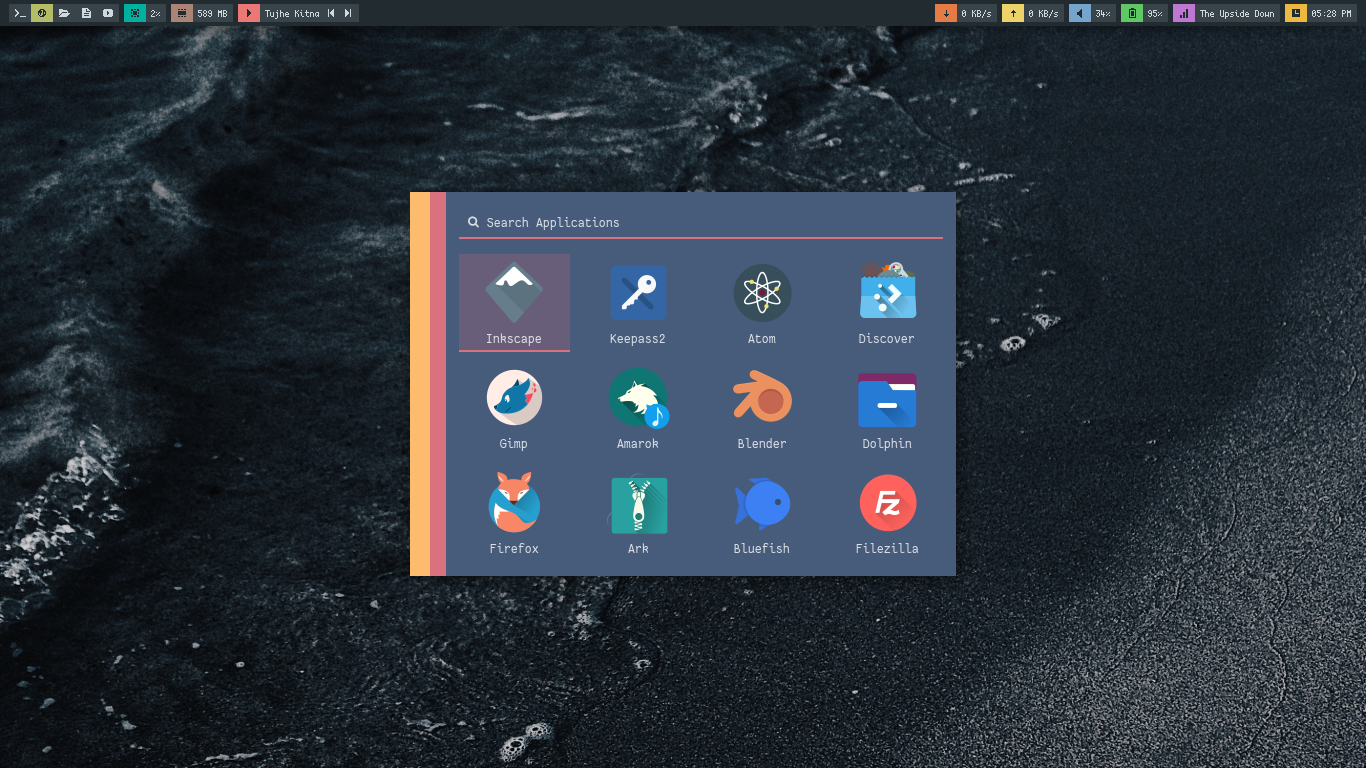 2% 589 MB Tujhe Kitna 0 KB/s 0 KB/s 34% 95% The Upside Down 05:28 PM
Search Applications
Inkscape Keepass2 Atom Discover
Gimp Amarok Blender Dolphin
Fz
Firefox Ark Bluefish Filezilla